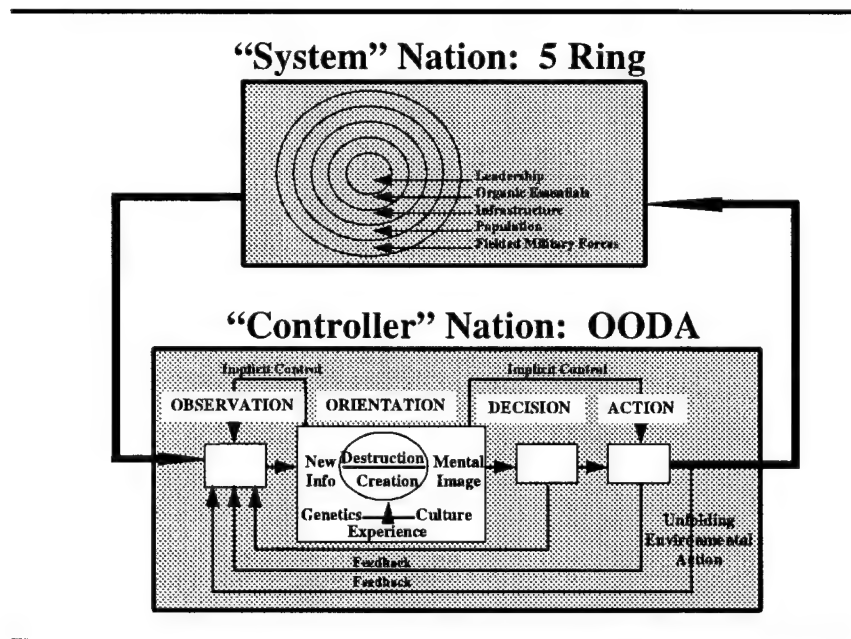 “System” Nation: 5 Ring
Leadership
Organic Essentials
Infrastructure
Population
Fielded Military Forces
“Controller” Nation: OODA
Implicit Control
Implicit Control
OBSERVATION
ORIENTATION
DECISION
ACTION
New
Info
Destruction
Creation
Mental
Image
Genetics
Culture
Experience
Unfolding
Environmental
Action
Feedback
Feedback